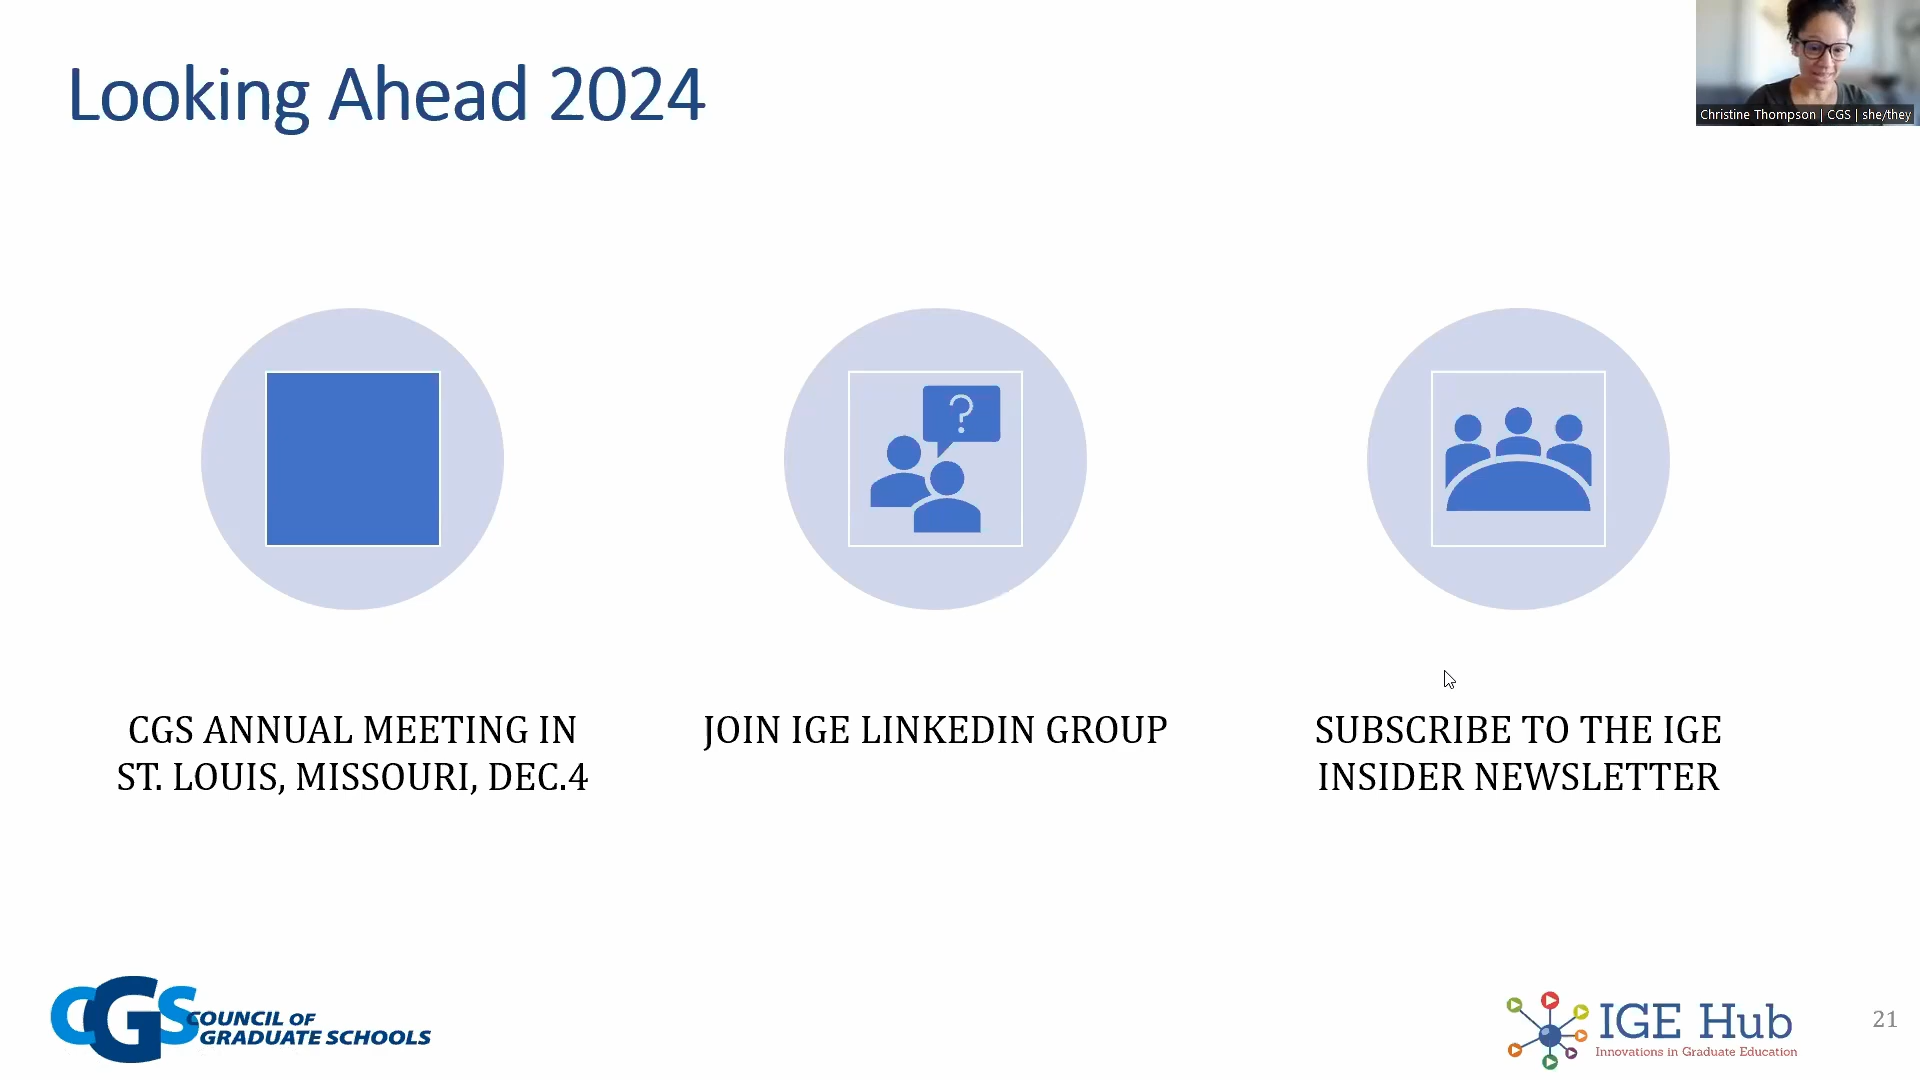 Looking Ahead 2024
Christine Thompson | CGS | she/they
?
CGS ANNUAL MEETING IN
ST. LOUIS, MISSOURI, DEC.4
JOIN IGE LINKEDIN GROUP
SUBSCRIBE TO THE IGE
INSIDER NEWSLETTER
CGS
COUNCIL OF
GRADUATE SCHOOLS
IGE Hub
Innovations in Graduate Education
21